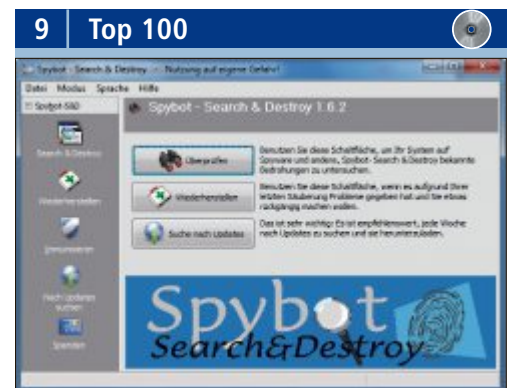 9 Top 100
Spybot - Search & Destroy - Nutzung auf eigene Gefahr!
Datei Modus Sprache Hilfe
Spybot-S&D
Spybot - Search & Destroy 1.6.2
Search & Destroy
Überprüfen
Benutzen Sie diese Schaltfläche, um Ihr System auf
Spyware und andere, Spybot- Search & Destroy bekannte
Bedrohungen zu untersuchen.
Wiederherstellen
Wiederherstellen
Benutzen Sie diese Schaltfläche, wenn es aufgrund Ihrer
letzten Säuberung Probleme gegeben hat und Sie etwas
rückgängig machen wollen.
Immunisieren
Suche nach Updates
Das ist sehr wichtig: Es ist empfehlenswert, jede Woche
nach Updates zu suchen und sie herunterzuladen.
Nach Updates
suchen
Spenden
Spybot
Search&Destroy